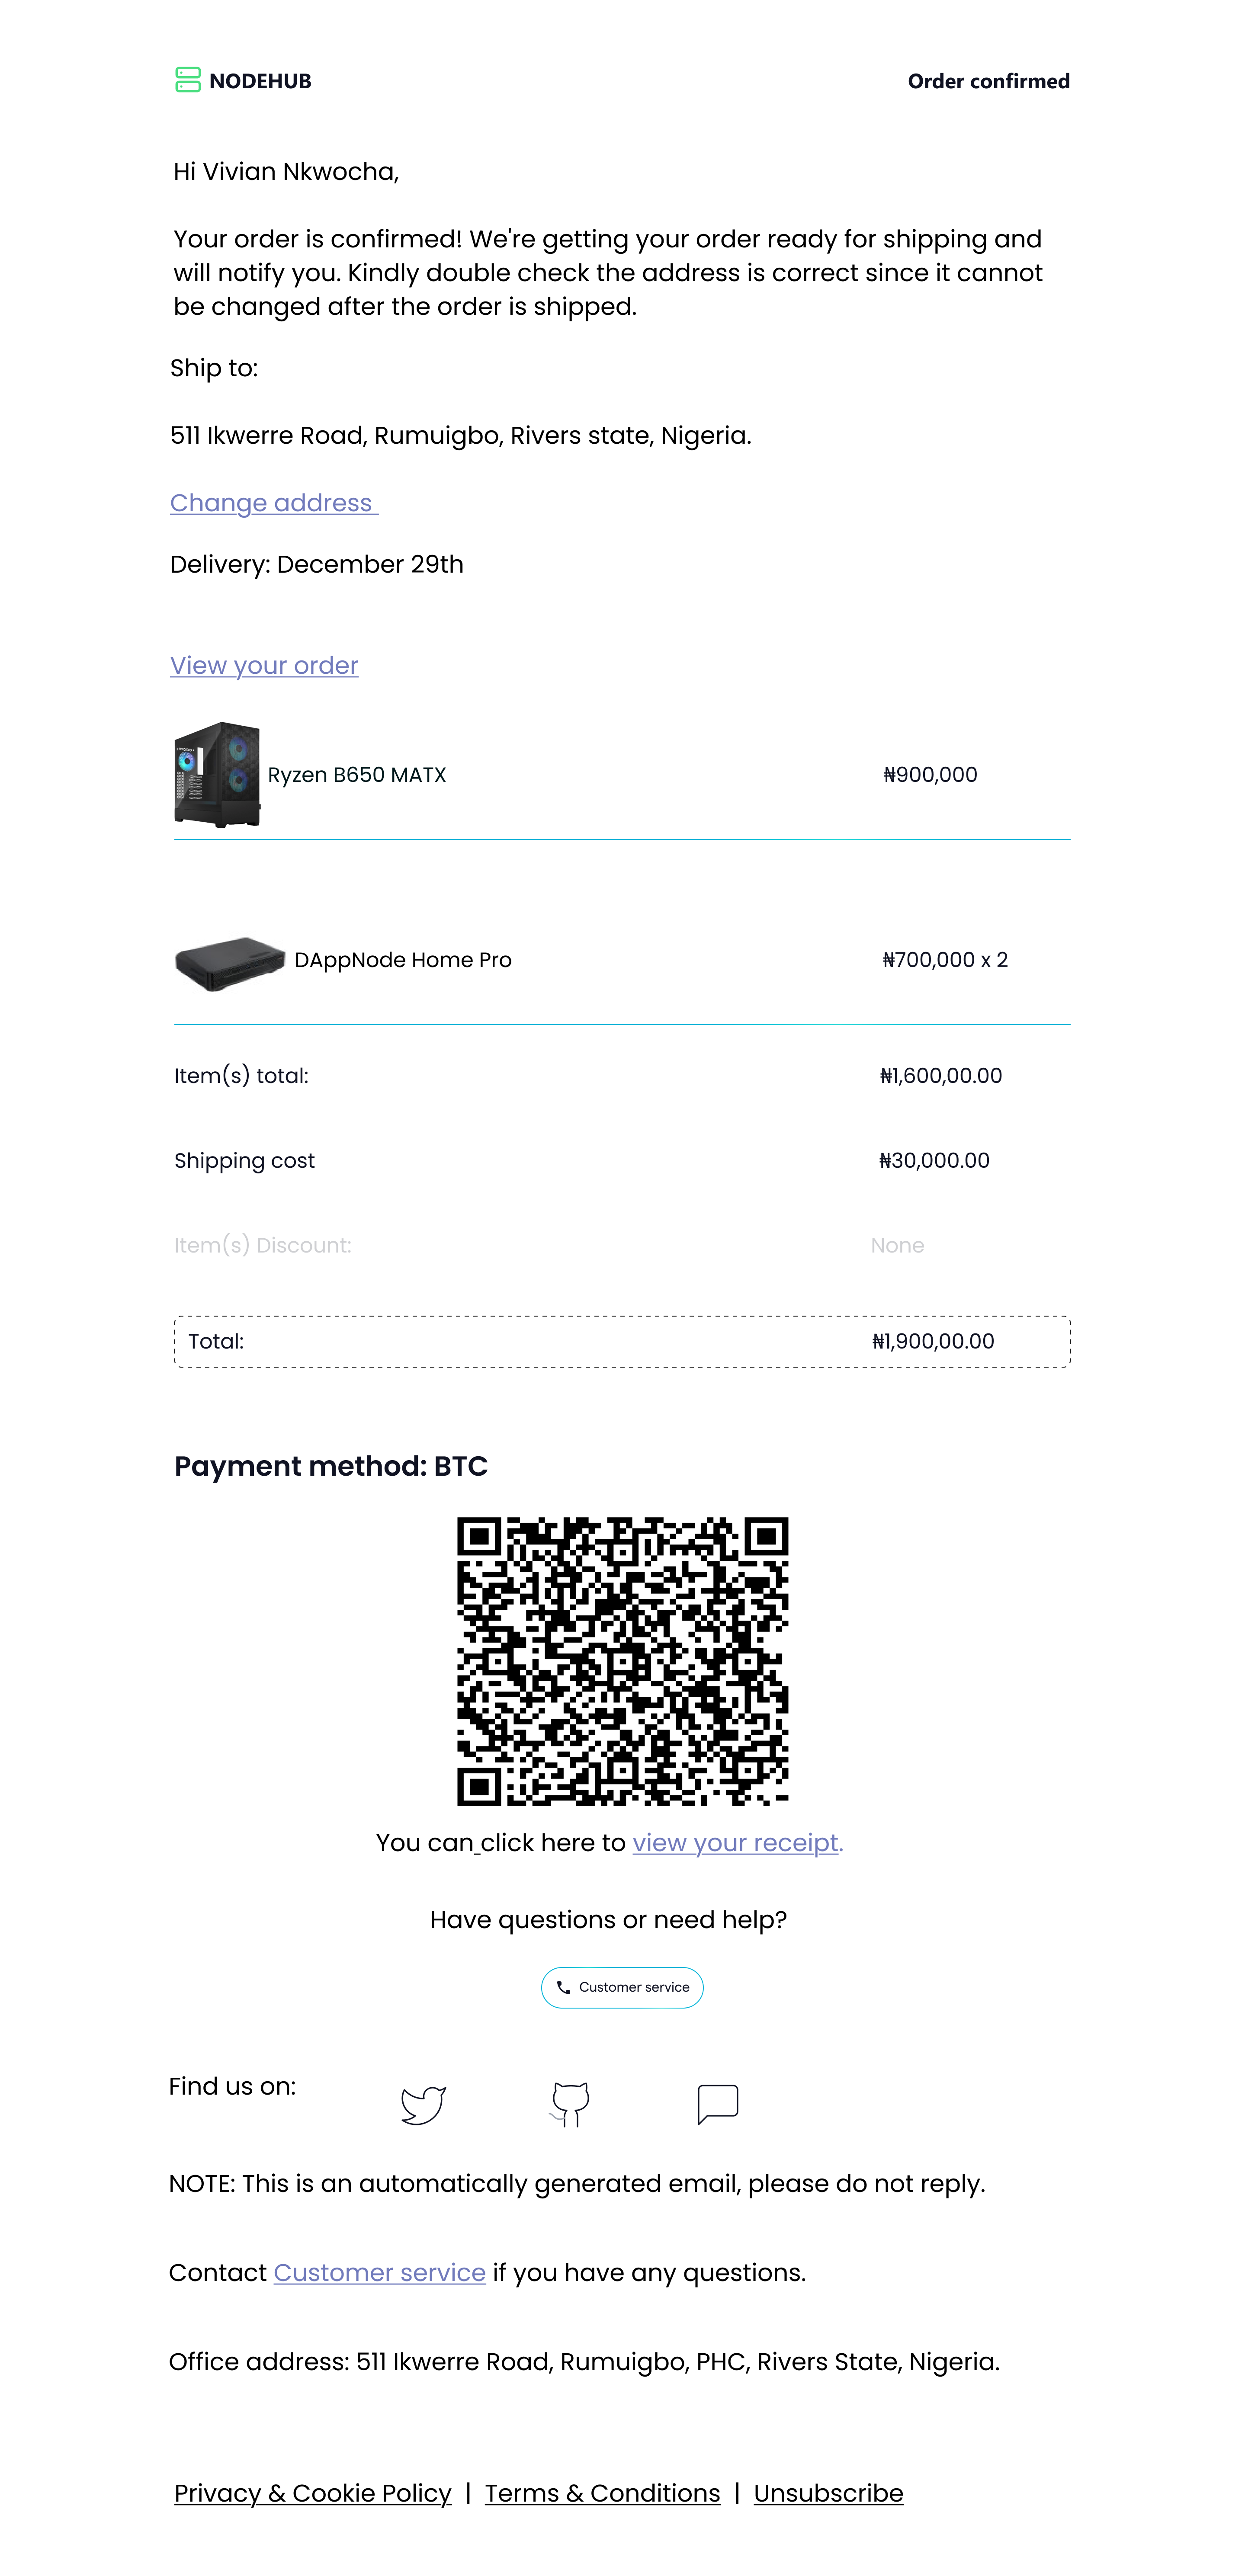 NODEHUB
Order confirmed
Hi Vivian Nkwocha,
Your order is confirmed! We're getting your order ready for shipping and
will notify you. Kindly double check the address is correct since it cannot
be changed after the order is shipped.
Ship to:
511 Ikwerre Road, Rumuigbo, Rivers state, Nigeria.
Change address
Delivery: December 29th
View your order
Ryzen B650 MATX ₦900,000
DAppNode Home Pro ₦700,000 x 2
Item(s) total: ₦1,600,00.00
Shipping cost ₦30,000.00
Item(s) Discount: None
Total: ₦1,900,00.00
Payment method: BTC
You can click here to view your receipt.
Have questions or need help?
Customer service
Find us on:
NOTE: This is an automatically generated email, please do not reply.
Contact Customer service if you have any questions.
Office address: 511 Ikwerre Road, Rumuigbo, PHC, Rivers State, Nigeria.
Privacy & Cookie Policy | Terms & Conditions | Unsubscribe